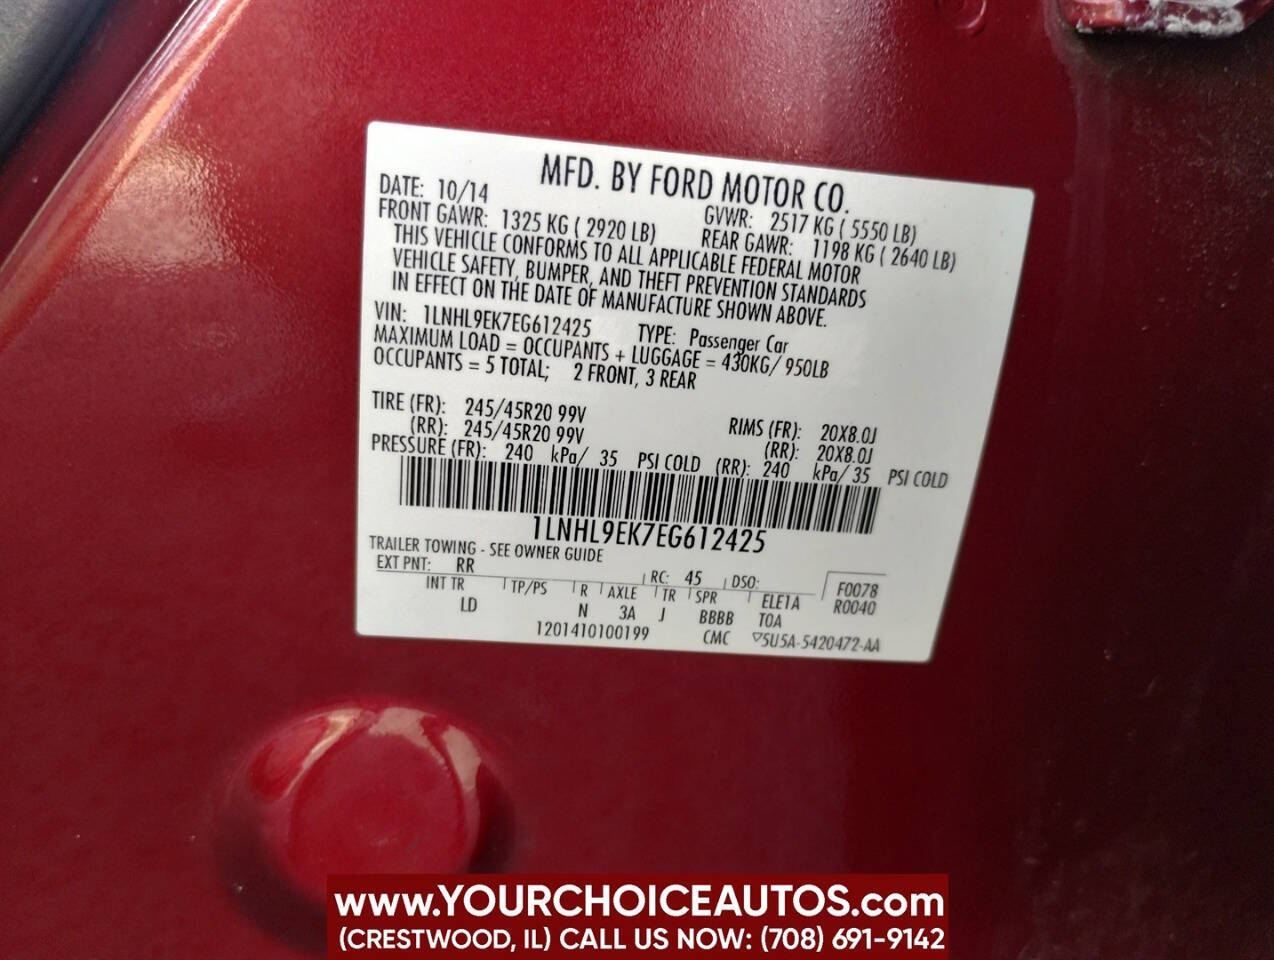 MFD. BY FORD MOTOR CO.
DATE: 10/14 GVWR: 2517 KG ( 5550 LB)
FRONT GAWR: 1325 KG ( 2920 LB) REAR GAWR: 1198 KG ( 2640 LB)
THIS VEHICLE CONFORMS TO ALL APPLICABLE FEDERAL MOTOR
VEHICLE SAFETY, BUMPER, AND THEFT PREVENTION STANDARDS
IN EFFECT ON THE DATE OF MANUFACTURE SHOWN ABOVE.
VIN: 1LNHL9EK7EG612425 TYPE: Passenger Car
MAXIMUM LOAD = OCCUPANTS + LUGGAGE = 430KG/ 950LB
OCCUPANTS = 5 TOTAL; 2 FRONT, 3 REAR
TIRE (FR): 245/45R20 99V RIMS (FR): 20X8.0J
(RR): 245/45R20 99V (RR): 20X8.0J
PRESSURE (FR): 240 kPa/ 35 PSI COLD (RR): 240 kPa/ 35 PSI COLD
1LNHL9EK7EG612425
TRAILER TOWING - SEE OWNER GUIDE
EXT PNT: RR RC: 45 DSO: F0078
INT TR TP/PS R AXLE TR SPR ELE1A R0040
LD N 3A J BBBB TOA
1201410100199 CMC ▽5U5A-5420472-AA
www.YOURCHOICEAUTOS.com
(CRESTWOOD, IL) CALL US NOW: (708) 691-9142